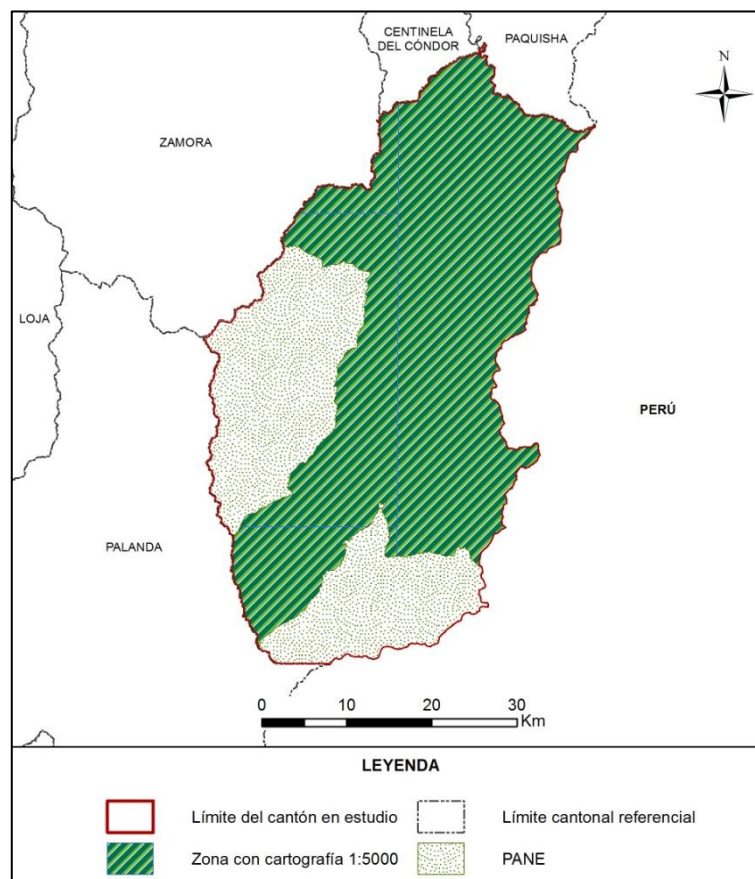 CENTINELA
DEL CÓNDOR
PAQUISHA
N
ZAMORA
LOJA
PERÚ
PALANDA
0 10 20 30
Km
LEYENDA
Límite del cantón en estudio
Límite cantonal referencial
Zona con cartografía 1:5000
PANE